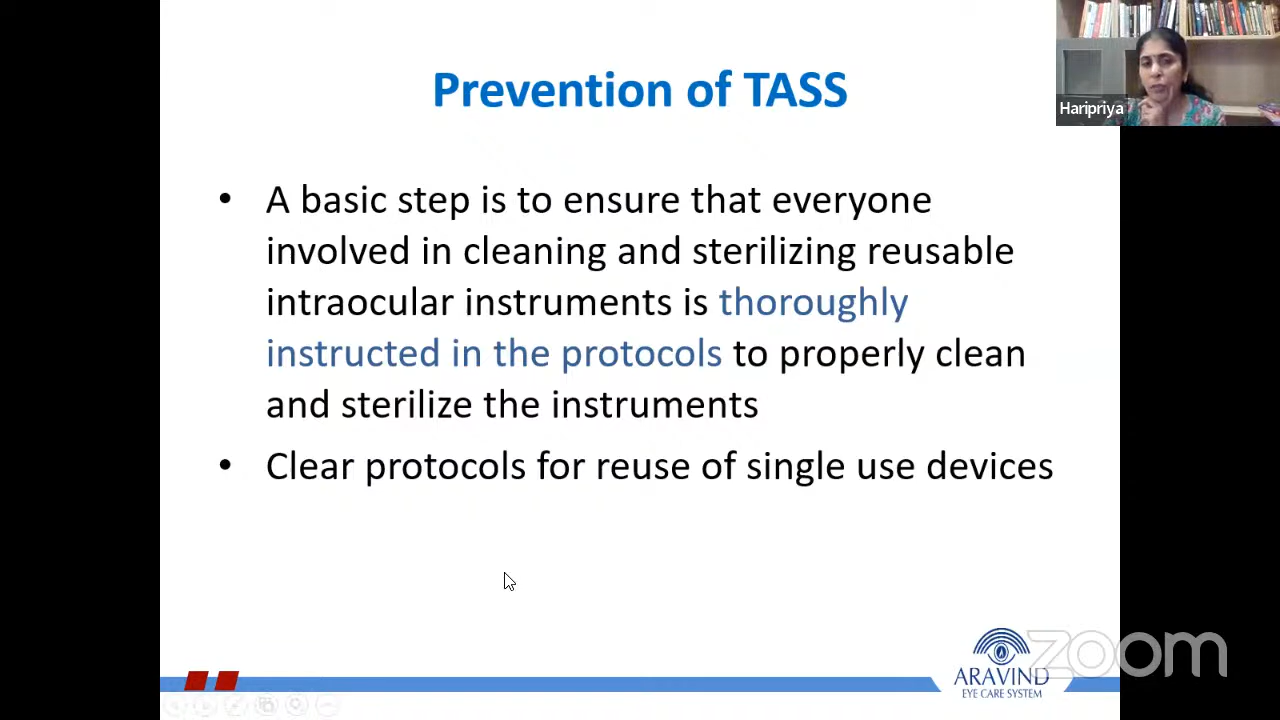 Prevention of TASS
Haripriya
• A basic step is to ensure that everyone
involved in cleaning and sterilizing reusable
intraocular instruments is thoroughly
instructed in the protocols to properly clean
and sterilize the instruments
• Clear protocols for reuse of single use devices
zoom
ARAVIND
EYE CARE SYSTEM